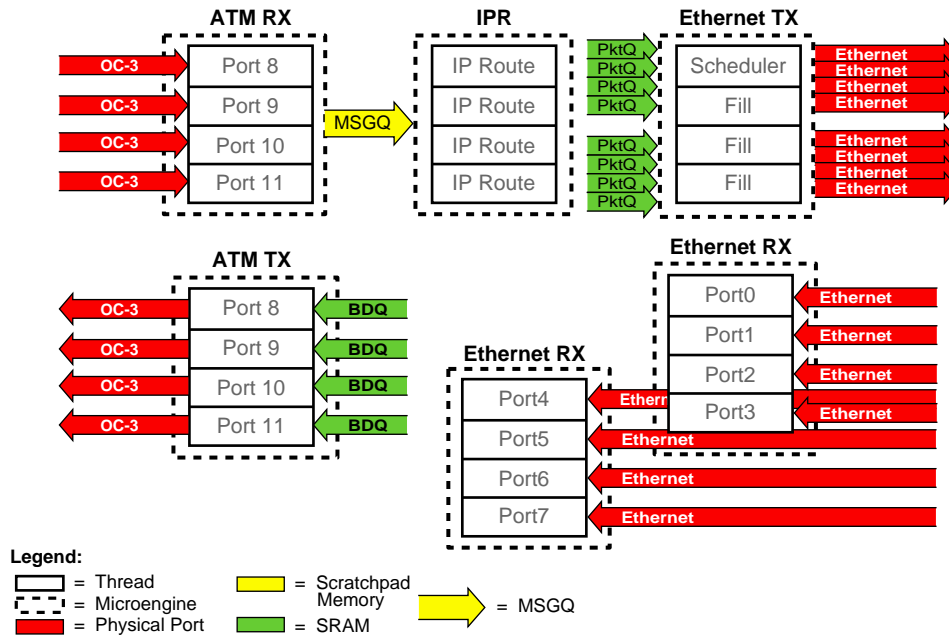 ATM RX
IPR
Ethernet TX
OC-3
OC-3
OC-3
OC-3
Port 8
Port 9
Port 10
Port 11
MSGQ
IP Route
IP Route
IP Route
IP Route
PktQ
PktQ
PktQ
PktQ
PktQ
PktQ
PktQ
PktQ
Scheduler
Fill
Fill
Fill
Ethernet
Ethernet
Ethernet
Ethernet
Ethernet
Ethernet
Ethernet
Ethernet
ATM TX
OC-3
OC-3
OC-3
OC-3
Port 8
Port 9
Port 10
Port 11
BDQ
BDQ
BDQ
BDQ
Ethernet RX
Port0
Port1
Port2
Port3
Ethernet
Ethernet
Ethernet
Ethernet
Ethernet RX
Port4
Port5
Port6
Port7
Ethern
Ethernet
Ethernet
Ethernet
Legend:
= Thread
= Microengine
= Physical Port
= Scratchpad
Memory
= SRAM
= MSGQ